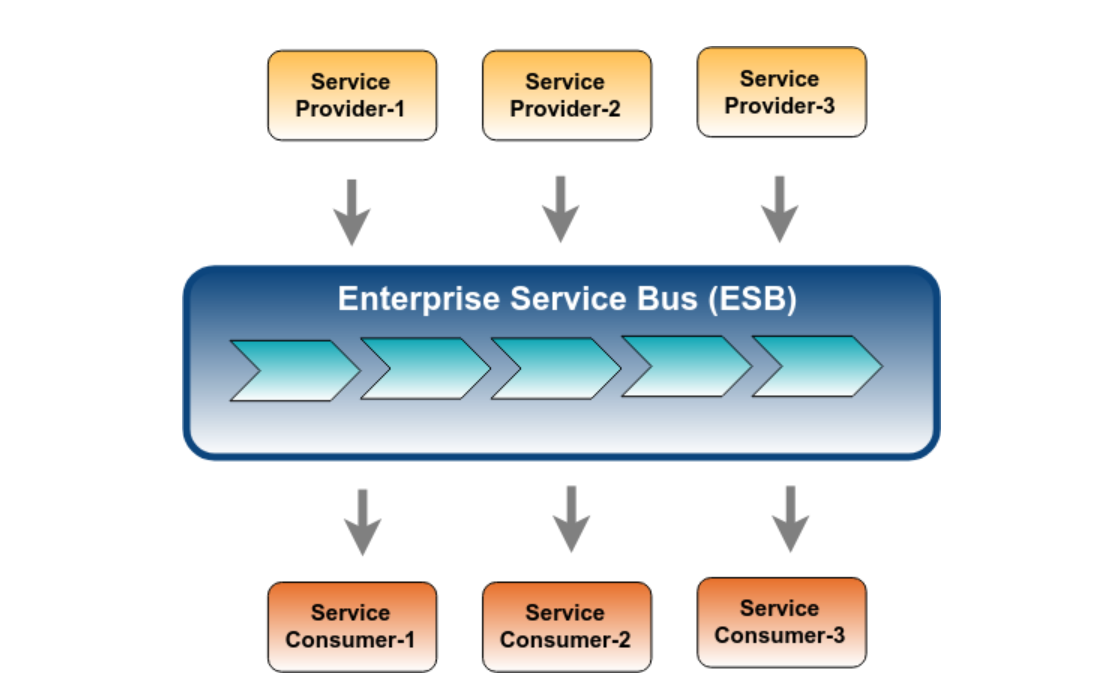 Service
Provider-1
Service
Provider-2
Service
Provider-3
Enterprise Service Bus (ESB)
Service
Consumer-1
Service
Consumer-2
Service
Consumer-3